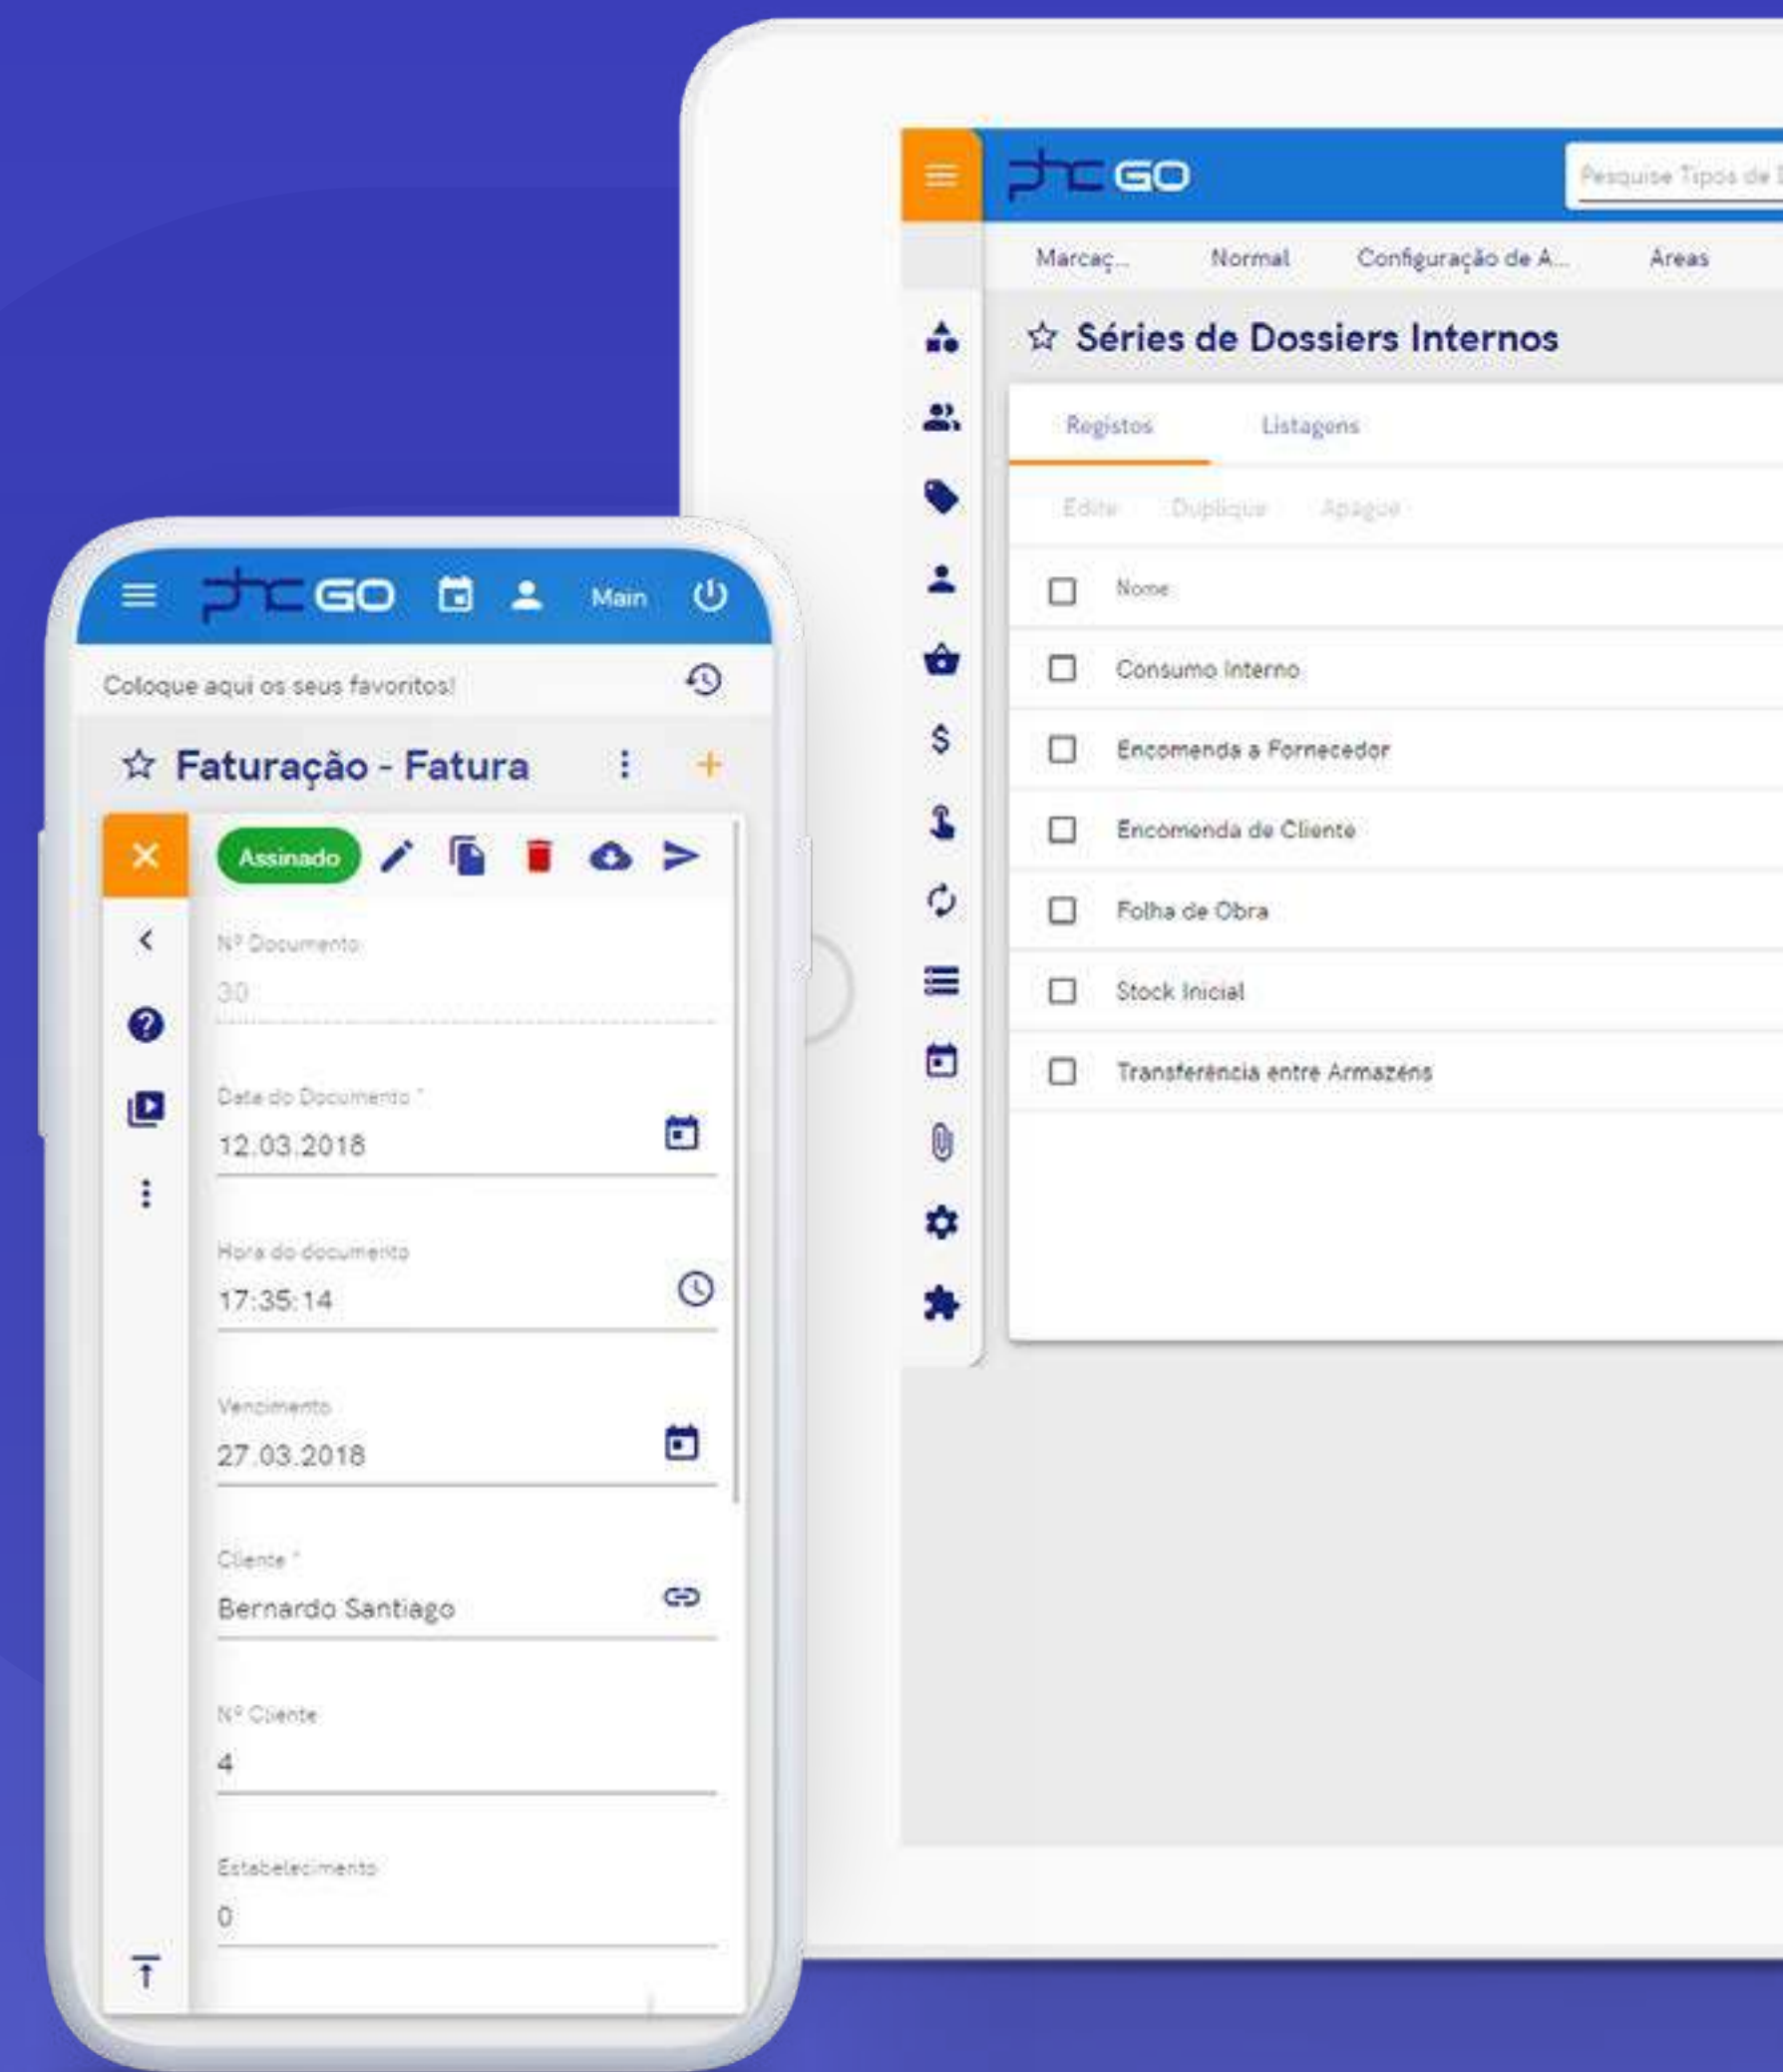 phc GO
Main
Coloque aqui os seus favoritos!
Faturação - Fatura
Assinado
Nº Documento
30
Data do Documento *
12.03.2018
Hora do documento
17:35:14
Vencimento
27.03.2018
Cliente *
Bernardo Santiago
Nº Cliente
4
Estabelecimento
0
phc GO
Pesquise Tipos de
Marcaç... Normal Configuração de A... Areas
Séries de Dossiers Internos
Registos Listagens
Edite Duplique Apague
Nome
Consumo Interno
Encomenda a Fornecedor
Encomenda de Cliente
Folha de Obra
Stock Inicial
Transferência entre Armazéns